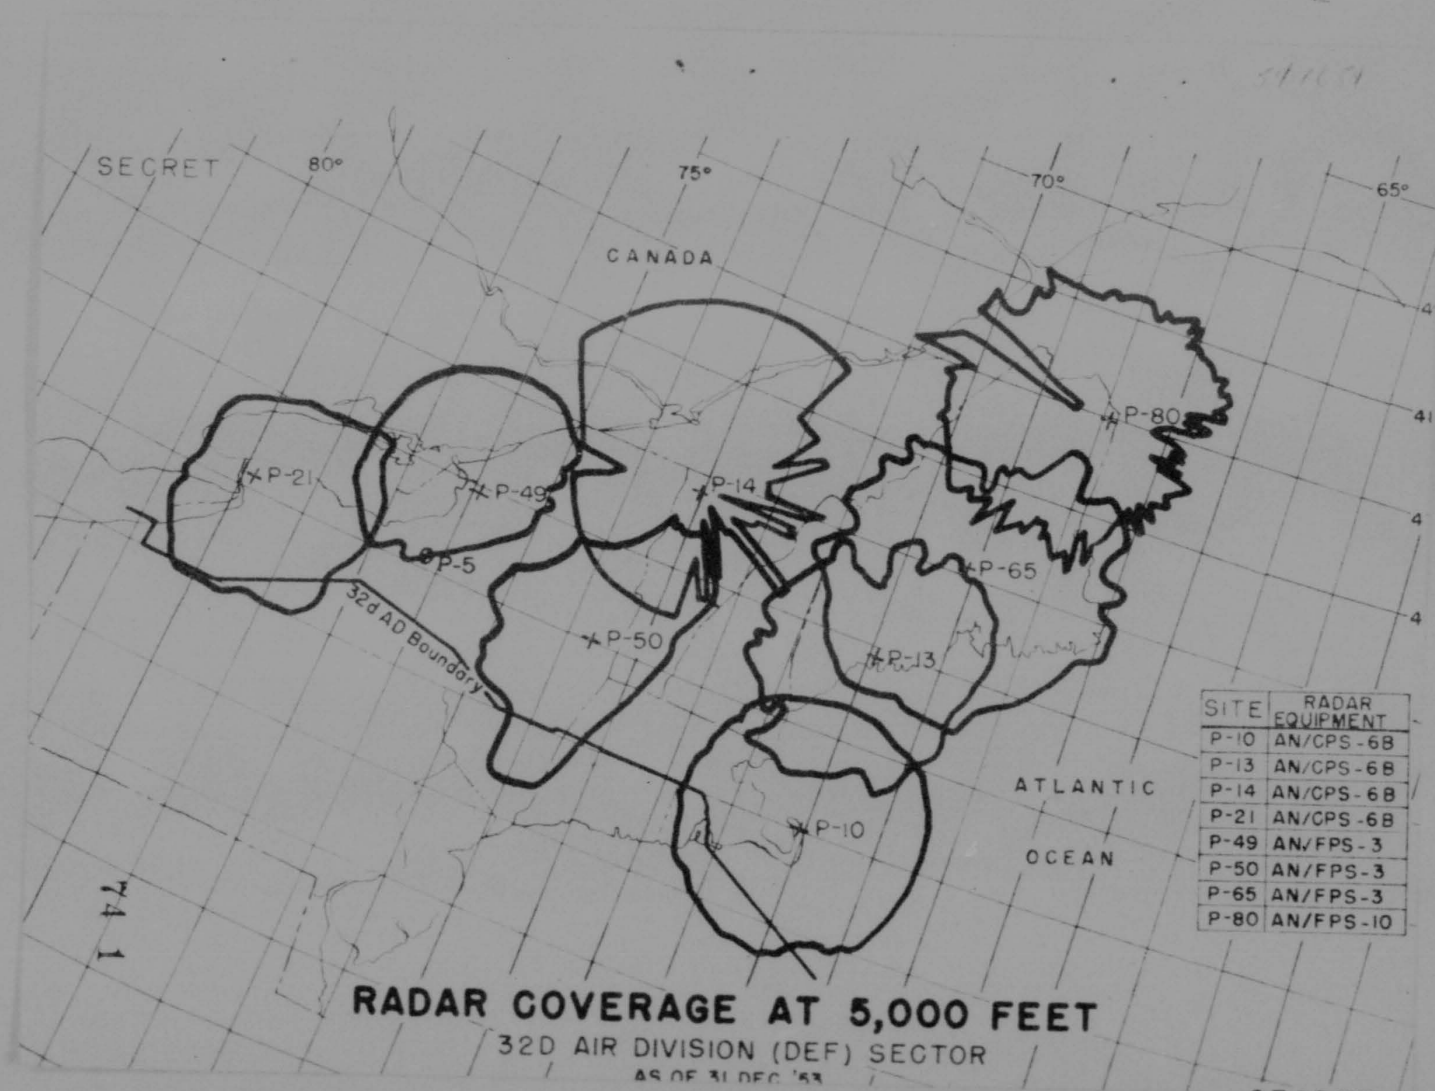 SECRET
80°
75°
70°
65°
CANADA
P-80
41
P-21
P-49
P-14
4
P-5
P-65
32d AD Boundary
P-50
P-13
4
SITE RADAR EQUIPMENT
P-10 AN/CPS-6B
P-13 AN/CPS-6B
P-14 AN/CPS-6B
P-21 AN/CPS-6B
P-49 AN/FPS-3
P-50 AN/FPS-3
P-65 AN/FPS-3
P-80 AN/FPS-10
ATLANTIC
OCEAN
P-10
74 1
RADAR COVERAGE AT 5,000 FEET
32D AIR DIVISION (DEF) SECTOR
AS OF 31 DEC '53